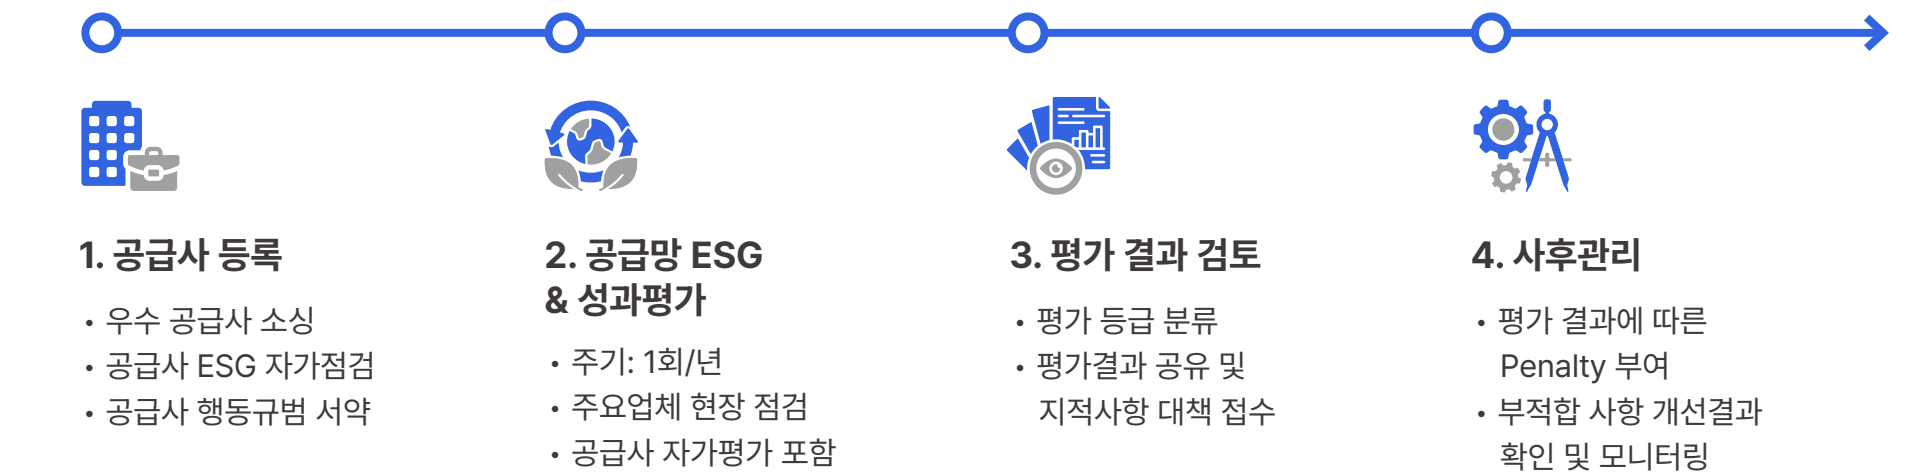 1. 공급사 등록
• 우수 공급사 소싱
• 공급사 ESG 자가점검
• 공급사 행동규범 서약
2. 공급망 ESG
& 성과평가
• 주기: 1회/년
• 주요업체 현장 점검
• 공급사 자가평가 포함
3. 평가 결과 검토
• 평가 등급 분류
• 평가결과 공유 및
지적사항 대책 접수
4. 사후관리
• 평가 결과에 따른
Penalty 부여
• 부적합 사항 개선결과
확인 및 모니터링